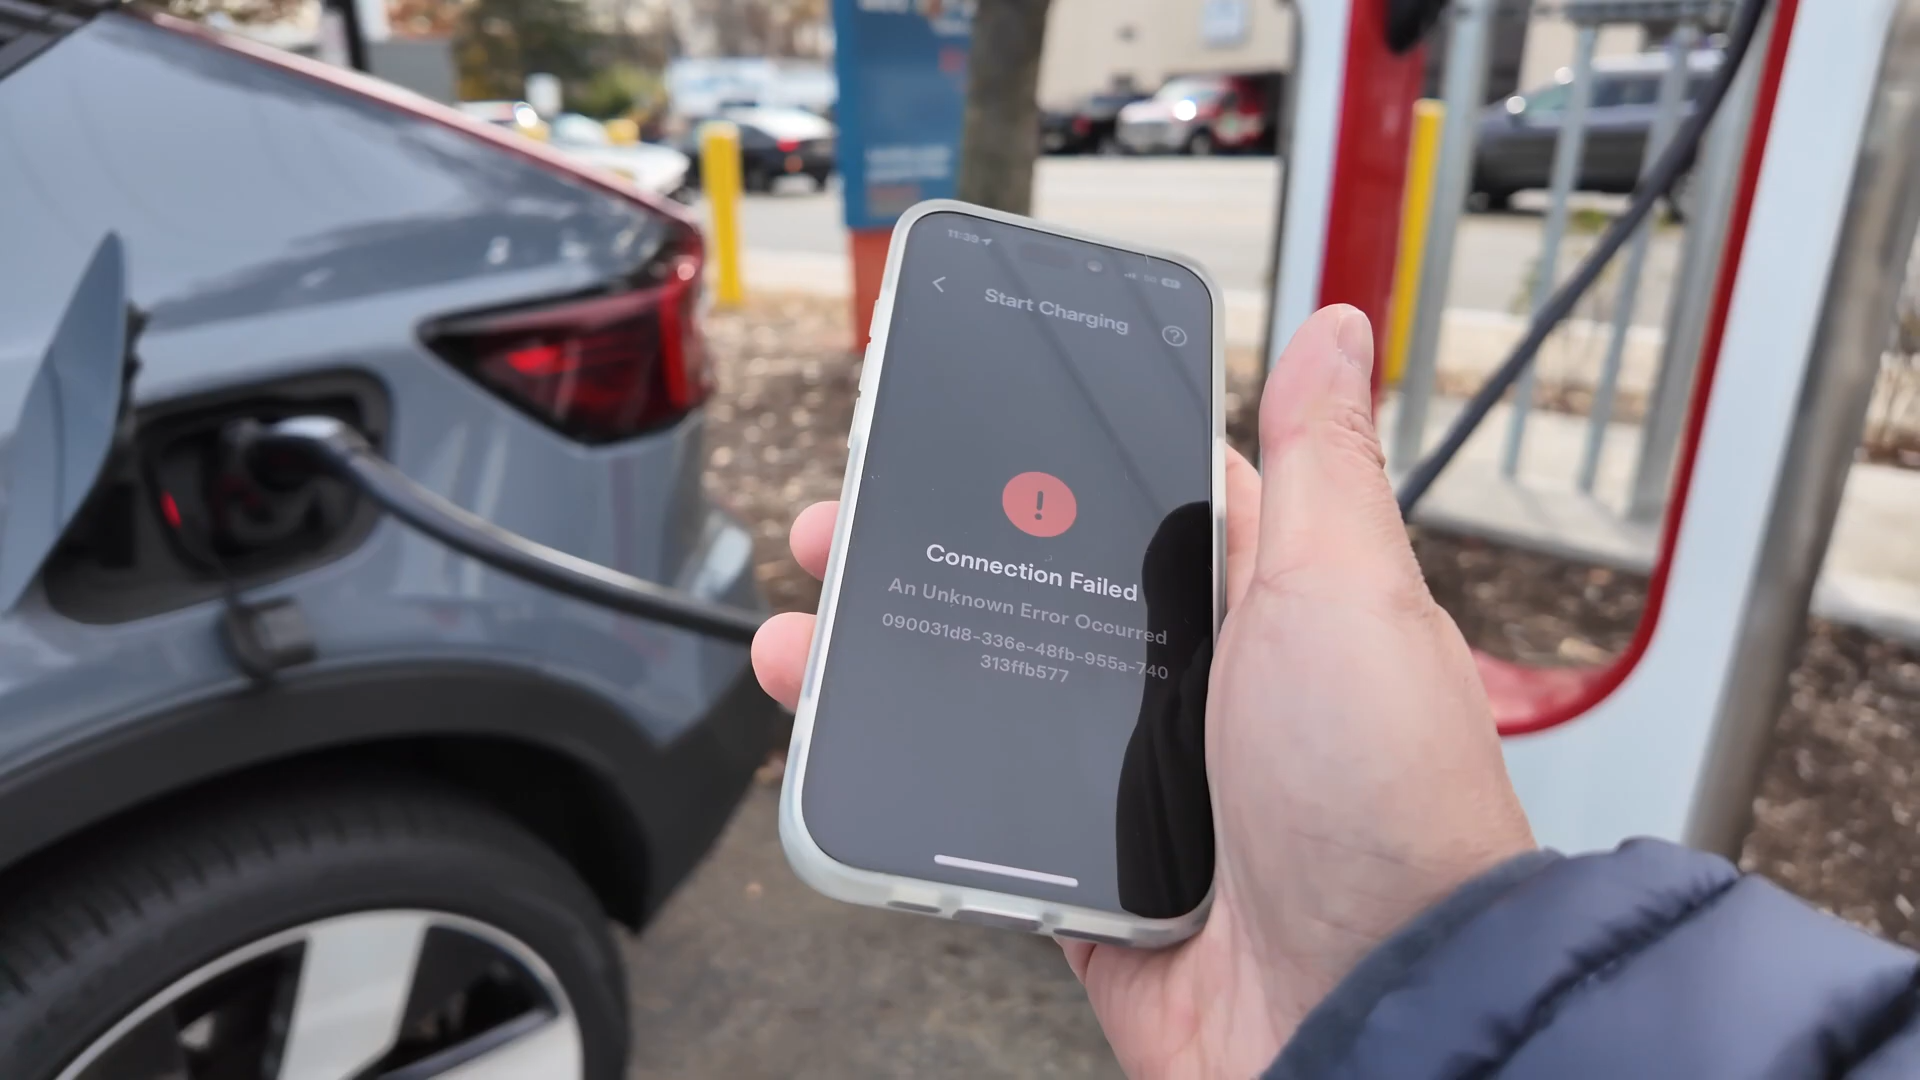 11:39
Start Charging
?
!
Connection Failed
An Unknown Error Occurred
090031d8-336e-48fb-955a-740
313ffb577